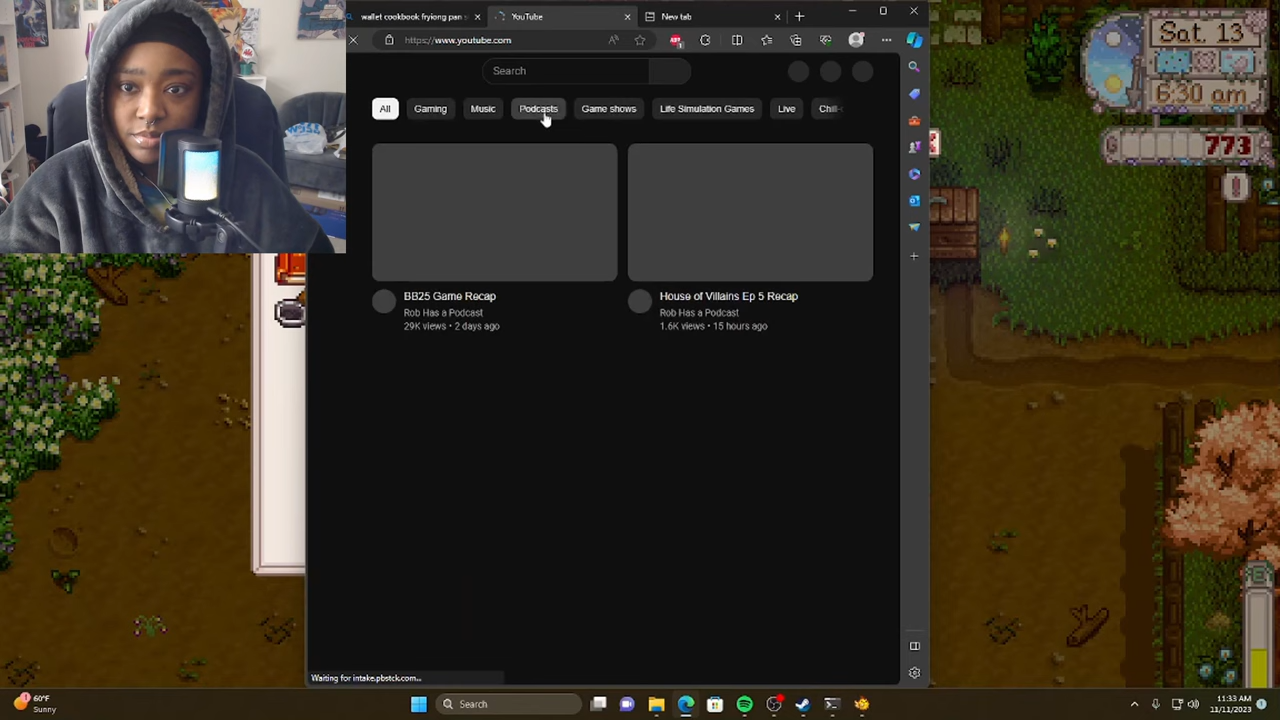 wallet cookbook fryiong pan
YouTube
New tab
https://www.youtube.com
Search
All
Gaming
Music
Podcasts
Game shows
Life Simulation Games
Live
Chill
BB25 Game Recap
Rob Has a Podcast
29K views • 2 days ago
House of Villains Ep 5 Recap
Rob Has a Podcast
1.6K views • 15 hours ago
Sat. 13
6:30 am
773
Waiting for intake.pbstck.com...
60°F
Sunny
Search
11:33 AM
11/11/2023